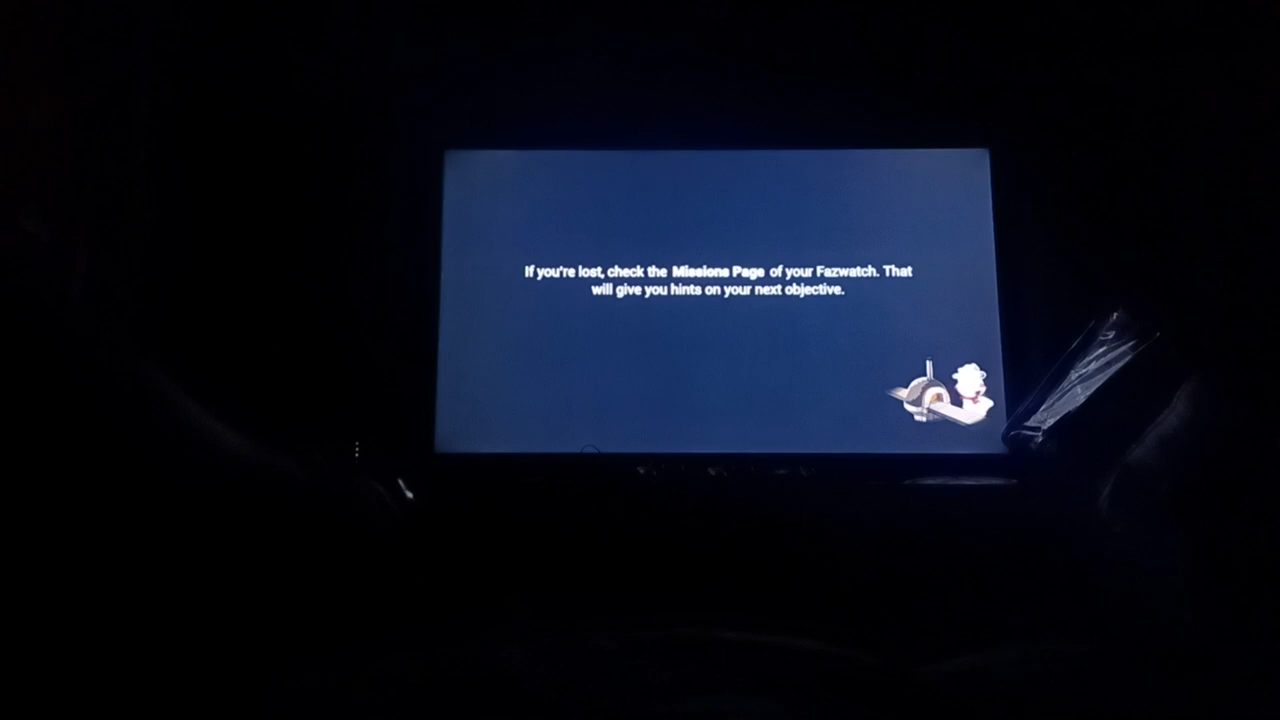 If you're lost, check the Missions Page of your Fazwatch. That
will give you hints on your next objective.